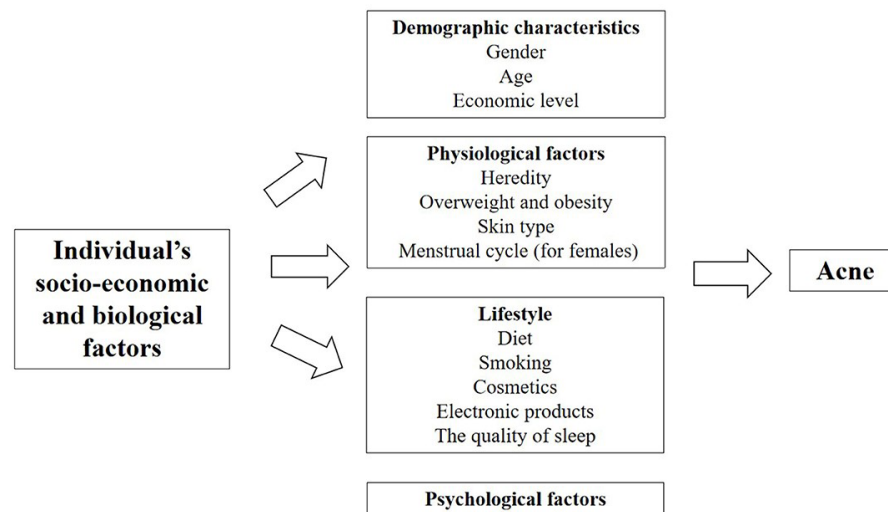 Demographic characteristics
Gender
Age
Economic level
Physiological factors
Heredity
Overweight and obesity
Skin type
Menstrual cycle (for females)
Individual’s
socio-economic
and biological
factors
Acne
Lifestyle
Diet
Smoking
Cosmetics
Electronic products
The quality of sleep
Psychological factors